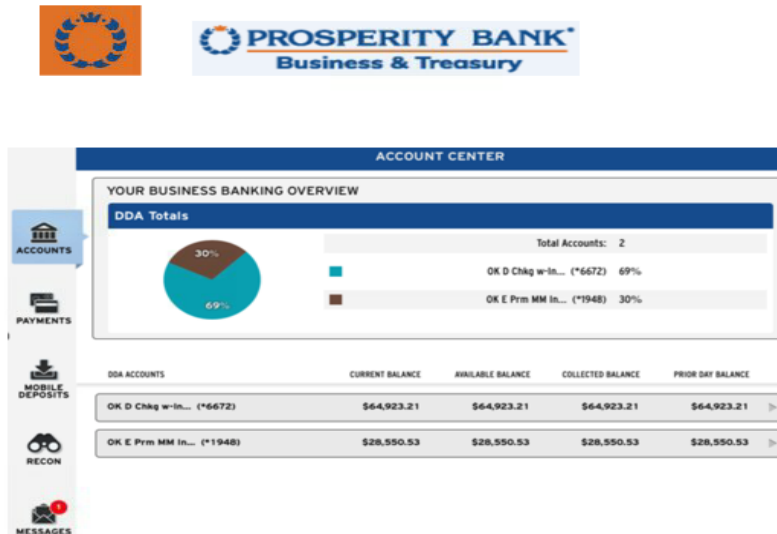 PROSPERITY BANK
Business & Treasury
ACCOUNT CENTER
YOUR BUSINESS BANKING OVERVIEW
DDA Totals
30%
69%
Total Accounts: 2
OK D Chkg w-In... (*6672) 69%
OK E Prm MM In... (*1948) 30%
ACCOUNTS
PAYMENTS
MOBILE
DEPOSITS
RECON
1
MESSAGES
DDA ACCOUNTS CURRENT BALANCE AVAILABLE BALANCE COLLECTED BALANCE PRIOR DAY BALANCE
OK D Chkg w-In... (*6672) $64,923.21 $64,923.21 $64,923.21 $64,923.21
OK E Prm MM In... (*1948) $28,550.53 $28,550.53 $28,550.53 $28,550.53